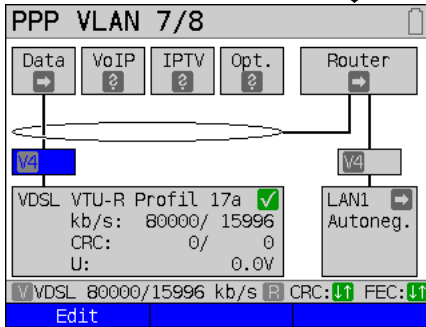 PPP VLAN 7/8
Data VoIP IPTV Opt. Router
V4 V4
VDSL VTU-R Profil 17a LAN1
kb/s: 80000/ 15996 Autoneg.
CRC: 0/ 0
U: 0.0V
V VDSL 80000/15996 kb/s R CRC: FEC:
Edit